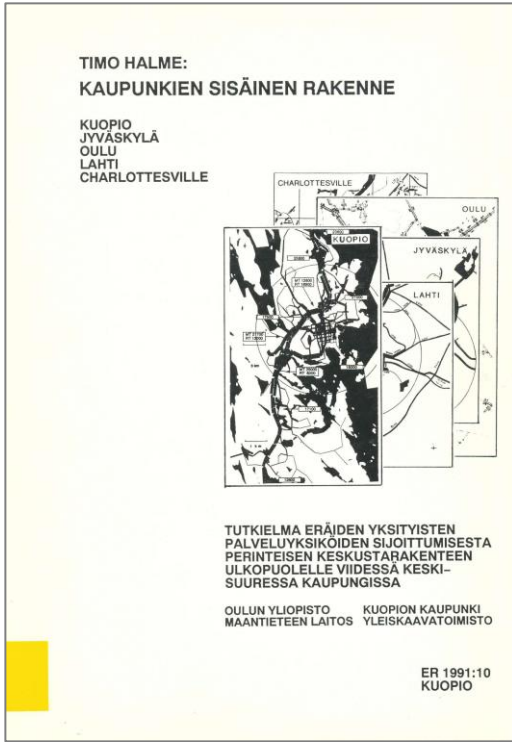 TIMO HALME:
KAUPUNKIEN SISÄINEN RAKENNE
KUOPIO
JYVÄSKYLÄ
OULU
LAHTI
CHARLOTTESVILLE
CHARLOTTESVILLE
OULU
KUOPIO
JYVÄSKYLÄ
LAHTI
TUTKIELMA ERÄIDEN YKSITYISTEN
PALVELUYKSIKÖIDEN SIJOITTUMISESTA
PERINTEISEN KESKUSTARAKENTEEN
ULKOPUOLELLE VIIDESSÄ KESKI–
SUURESSA KAUPUNGISSA
OULUN YLIOPISTO KUOPION KAUPUNKI
MAANTIETEEN LAITOS YLEISKAAVATOIMISTO
ER 1991:10
KUOPIO